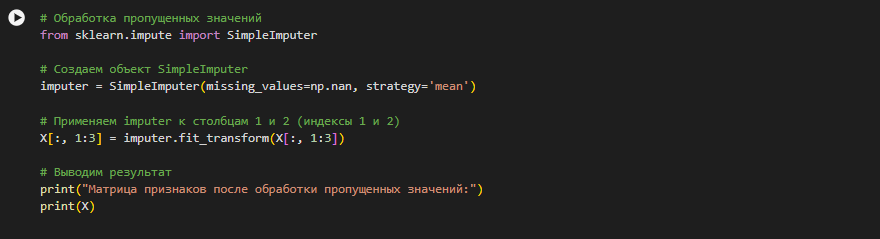 # Обработка пропущенных значений
from sklearn.impute import SimpleImputer
# Создаем объект SimpleImputer
imputer = SimpleImputer(missing_values=np.nan, strategy='mean')
# Применяем imputer к столбцам 1 и 2 (индексы 1 и 2)
X[:, 1:3] = imputer.fit_transform(X[:, 1:3])
# Выводим результат
print("Матрица признаков после обработки пропущенных значений:")
print(X)